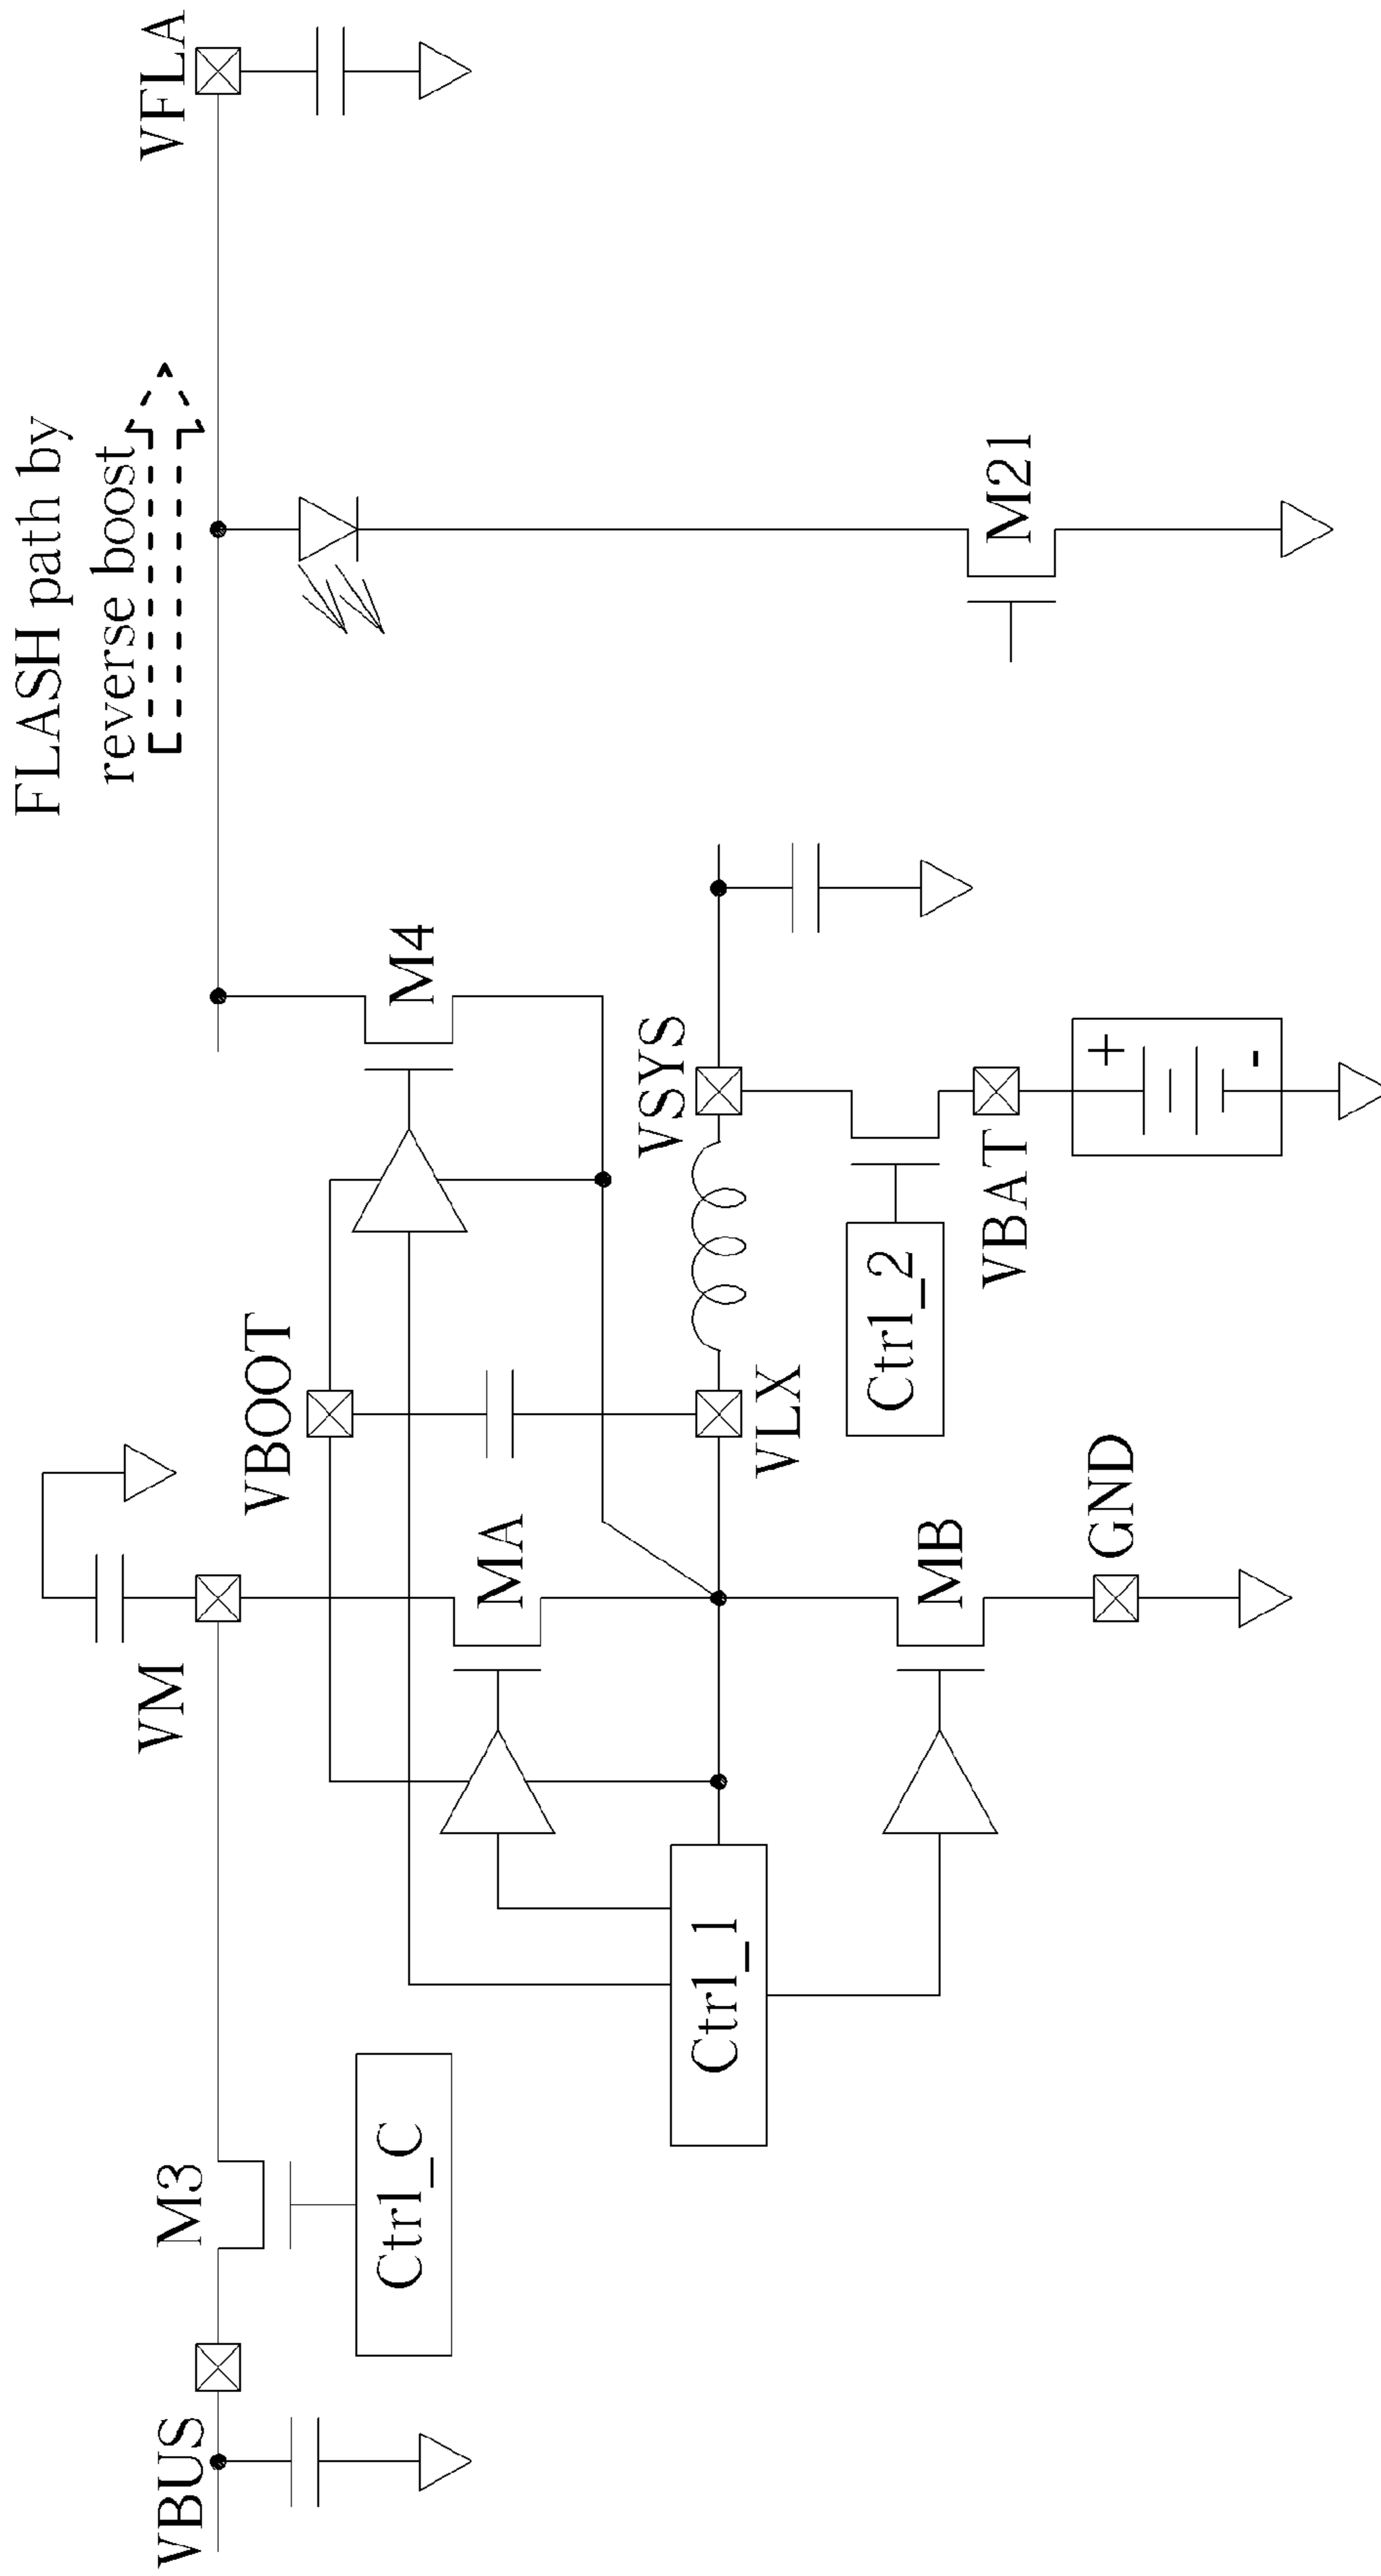 FLASH path by
reverse boost
VBUS
M3
VM
VFLA
VBOOT
M4
Ctrl_C
MA
VSYS
Ctrl_1
VLX
Ctrl_2
MB
VBAT
+
-
M21
GND